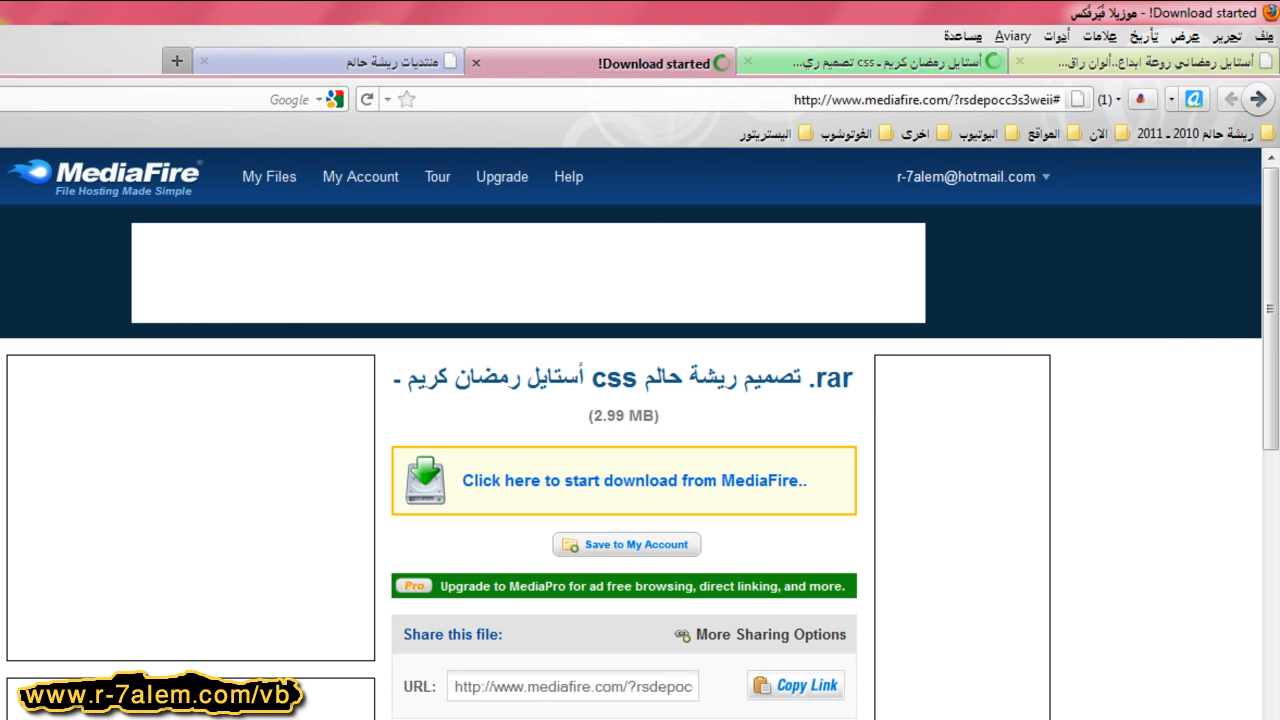 Download started! - موزيلا فَيَرفُكس
ملف تحرير عرض تأريخ علامات أدوات Aviary مساعدة
أستايل رمضاني روعة ابداع..ألوان راق...
أستايل رمضان كريم ـ css تصميم ري...
Download started!
منتديات ريشة حالم
http://www.mediafire.com/?rsdepocc3s3weii#
(1)
Google
ريشة حالم 2010 ـ 2011
الان
المواقع
اليوتيوب
اخرى
الفوتوشوب
البستريتور
MediaFire
File Hosting Made Simple
My Files My Account Tour Upgrade Help
r-7alem@hotmail.com
أستايل رمضان كريم ـ css تصميم ريشة حالم .rar
(2.99 MB)
Click here to start download from MediaFire..
Save to My Account
Pro Upgrade to MediaPro for ad free browsing, direct linking, and more.
Share this file: More Sharing Options
URL: http://www.mediafire.com/?rsdepoc Copy Link
www.r-7alem.com/vb